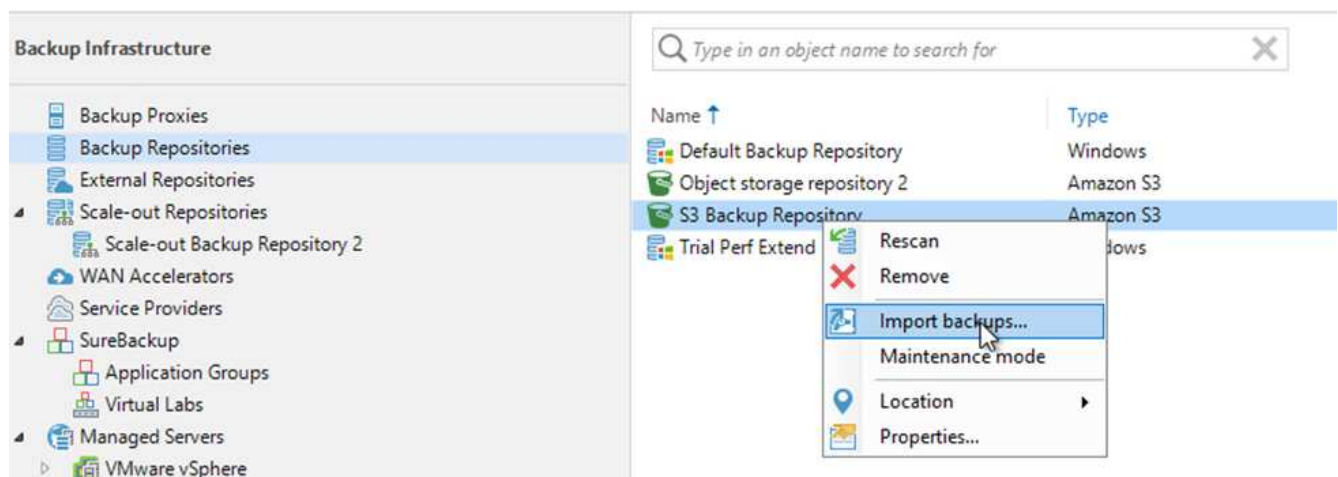 Backup Infrastructure
Type in an object name to search for
Backup Proxies
Backup Repositories
External Repositories
Scale-out Repositories
Scale-out Backup Repository 2
WAN Accelerators
Service Providers
SureBackup
Application Groups
Virtual Labs
Managed Servers
VMware vSphere
Name Type
Default Backup Repository Windows
Object storage repository 2 Amazon S3
S3 Backup Repository Amazon S3
Trial Perf Extend
Rescan
Remove
Import backups...
Maintenance mode
Location
Properties...